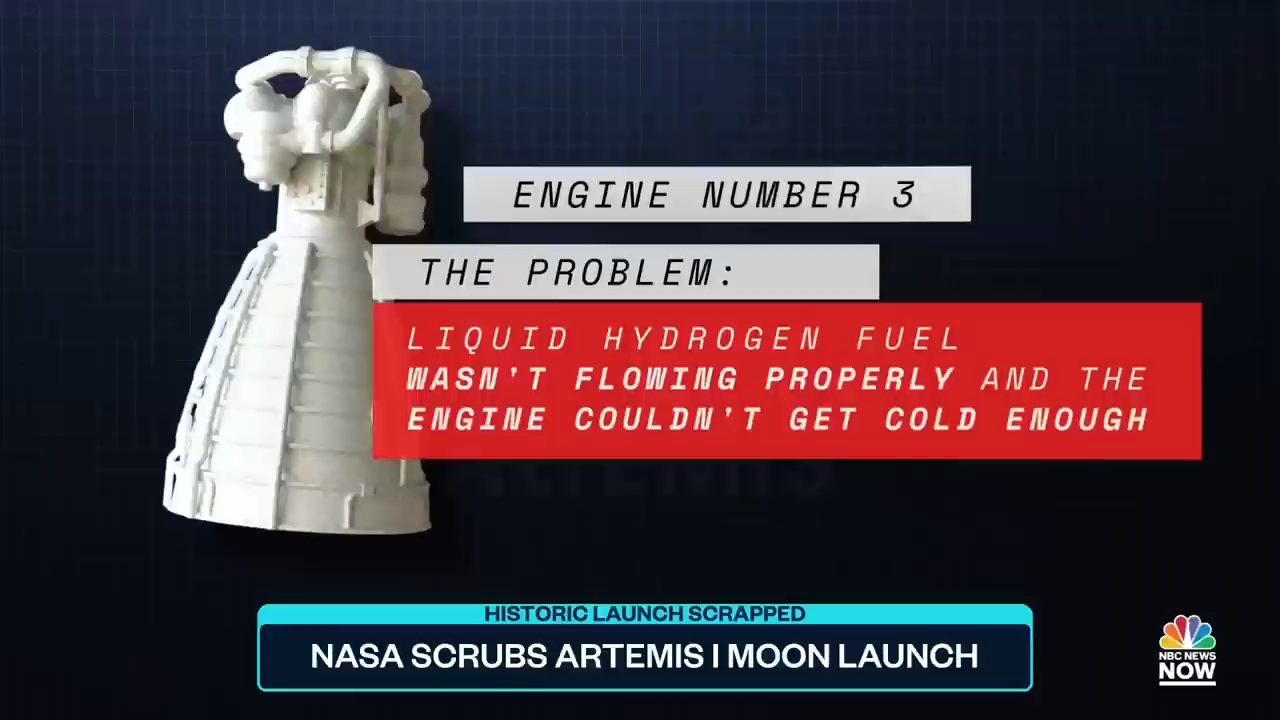 ENGINE NUMBER 3
THE PROBLEM:
LIQUID HYDROGEN FUEL
WASN'T FLOWING PROPERLY AND THE
ENGINE COULDN'T GET COLD ENOUGH
ARTEMIS
HISTORIC LAUNCH SCRAPPED
NASA SCRUBS ARTEMIS I MOON LAUNCH
NBC NEWS
NOW